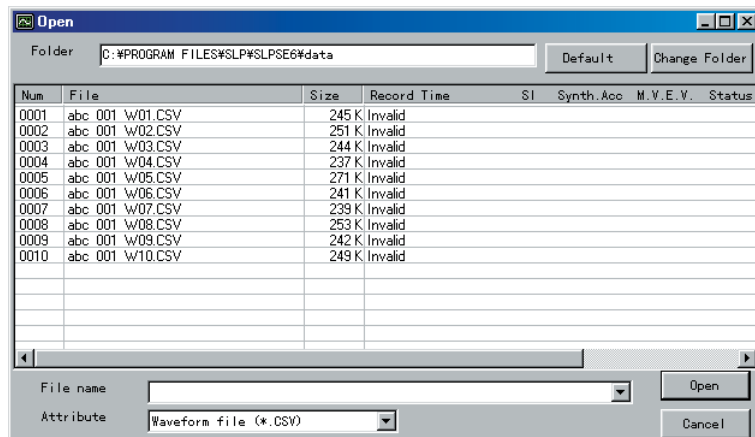 Open
Folder C:¥PROGRAM FILES¥SLP¥SLPSE6¥data Default Change Folder
Num File Size Record Time SI Synth.Acc M.V.E.V. Status
0001 abc 001 W01.CSV 245 K Invalid
0002 abc 001 W02.CSV 251 K Invalid
0003 abc 001 W03.CSV 244 K Invalid
0004 abc 001 W04.CSV 237 K Invalid
0005 abc 001 W05.CSV 271 K Invalid
0006 abc 001 W06.CSV 241 K Invalid
0007 abc 001 W07.CSV 239 K Invalid
0008 abc 001 W08.CSV 253 K Invalid
0009 abc 001 W09.CSV 242 K Invalid
0010 abc 001 W10.CSV 249 K Invalid
File name Open
Attribute Waveform file (*.CSV) Cancel